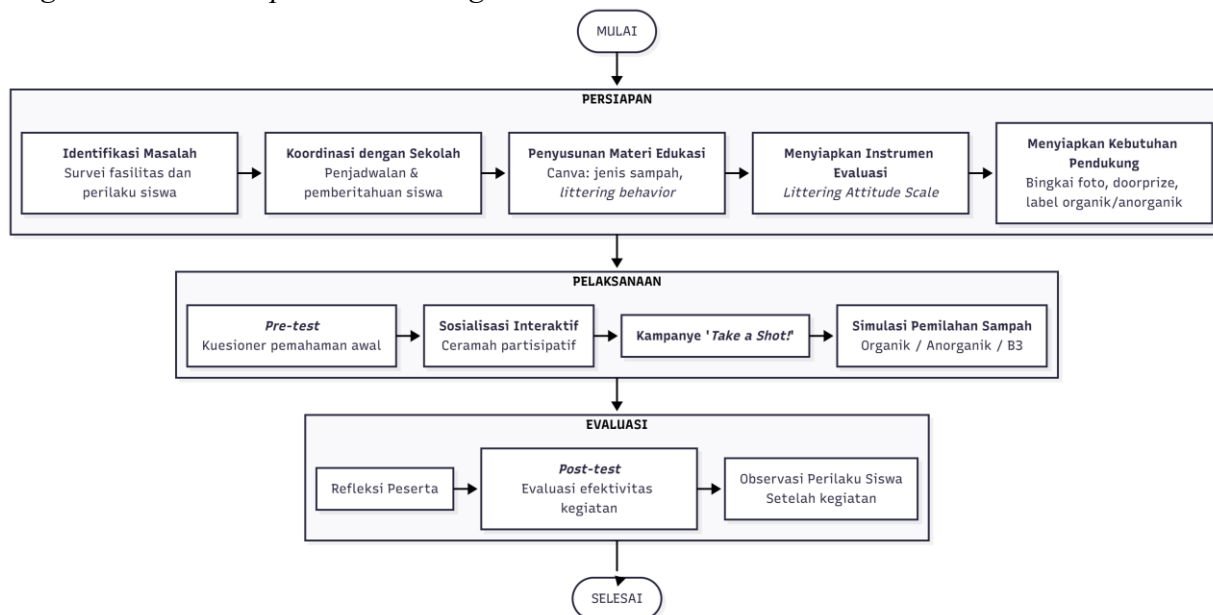 MULAI
PERSIAPAN
Identifikasi Masalah
Survei fasilitas dan
perilaku siswa
Koordinasi dengan Sekolah
Penjadwalan &
pemberitahuan siswa
Penyusunan Materi Edukasi
Canva: jenis sampah,
littering behavior
Menyiapkan Instrumen
Evaluasi
Littering Attitude Scale
Menyiapkan Kebutuhan
Pendukung
Bingkai foto, doorprize,
label organik/anorganik
PELAKSANAAN
Pre-test
Kuesioner pemahaman awal
Sosialisasi Interaktif
Ceramah partisipatif
Kampanye 'Take a Shot!'
Simulasi Pemilahan Sampah
Organik / Anorganik / B3
EVALUASI
Refleksi Peserta
Post-test
Evaluasi efektivitas
kegiatan
Observasi Perilaku Siswa
Setelah kegiatan
SELESAI